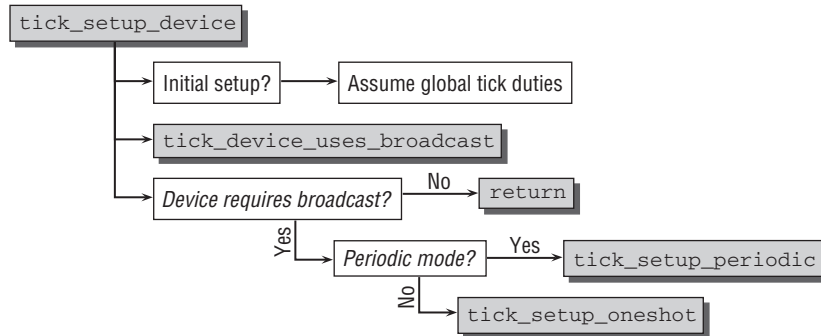 tick_setup_device
Initial setup?
Assume global tick duties
tick_device_uses_broadcast
Device requires broadcast?
No
return
Yes
Periodic mode?
Yes
tick_setup_periodic
No
tick_setup_oneshot